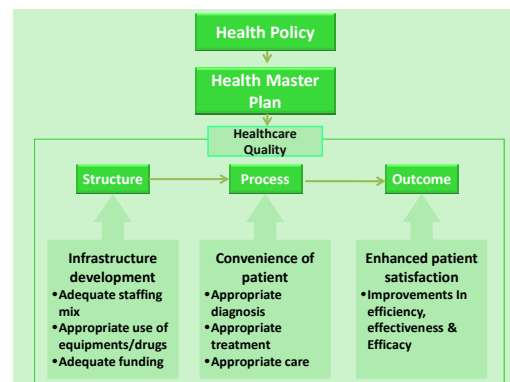 Health Policy
Health Master
Plan
Healthcare
Quality
Structure
Process
Outcome
Infrastructure
development
•Adequate staffing
mix
•Appropriate use of
equipments/drugs
•Adequate funding
Convenience of
patient
•Appropriate
diagnosis
•Appropriate
treatment
•Appropriate care
Enhanced patient
satisfaction
•Improvements In
efficiency,
effectiveness &
Efficacy